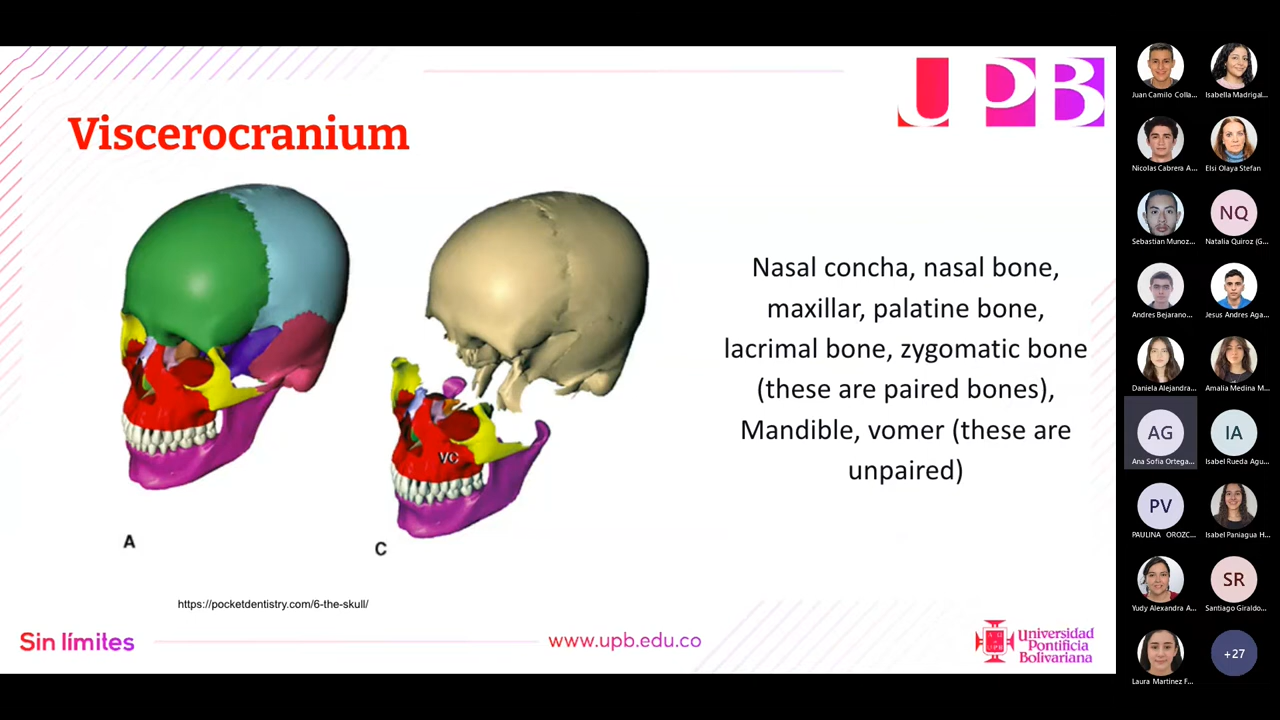 UPB
Viscerocranium
Nasal concha, nasal bone,
maxillar, palatine bone,
lacrimal bone, zygomatic bone
(these are paired bones),
Mandible, vomer (these are
unpaired)
VC
A
C
https://pocketdentistry.com/6-the-skull/
Sin límites
www.upb.edu.co
Universidad
Pontificia
Bolivariana
Juan Camilo Colla...
Isabella Madrigal...
Nicolas Cabrera A...
Elsi Olaya Stefan
Sebastian Munoz...
NQ
Natalia Quiroz (G...
Andres Bejarano...
Jesus Andres Aga...
Daniela Alejandra...
Amalia Medina M...
AG
Ana Sofia Ortega...
IA
Isabel Rueda Agu...
PV
PAULINA OROZC...
Isabel Paniagua H...
Yudy Alexandra A...
SR
Santiago Giraldo...
Laura Martinez F...
+27